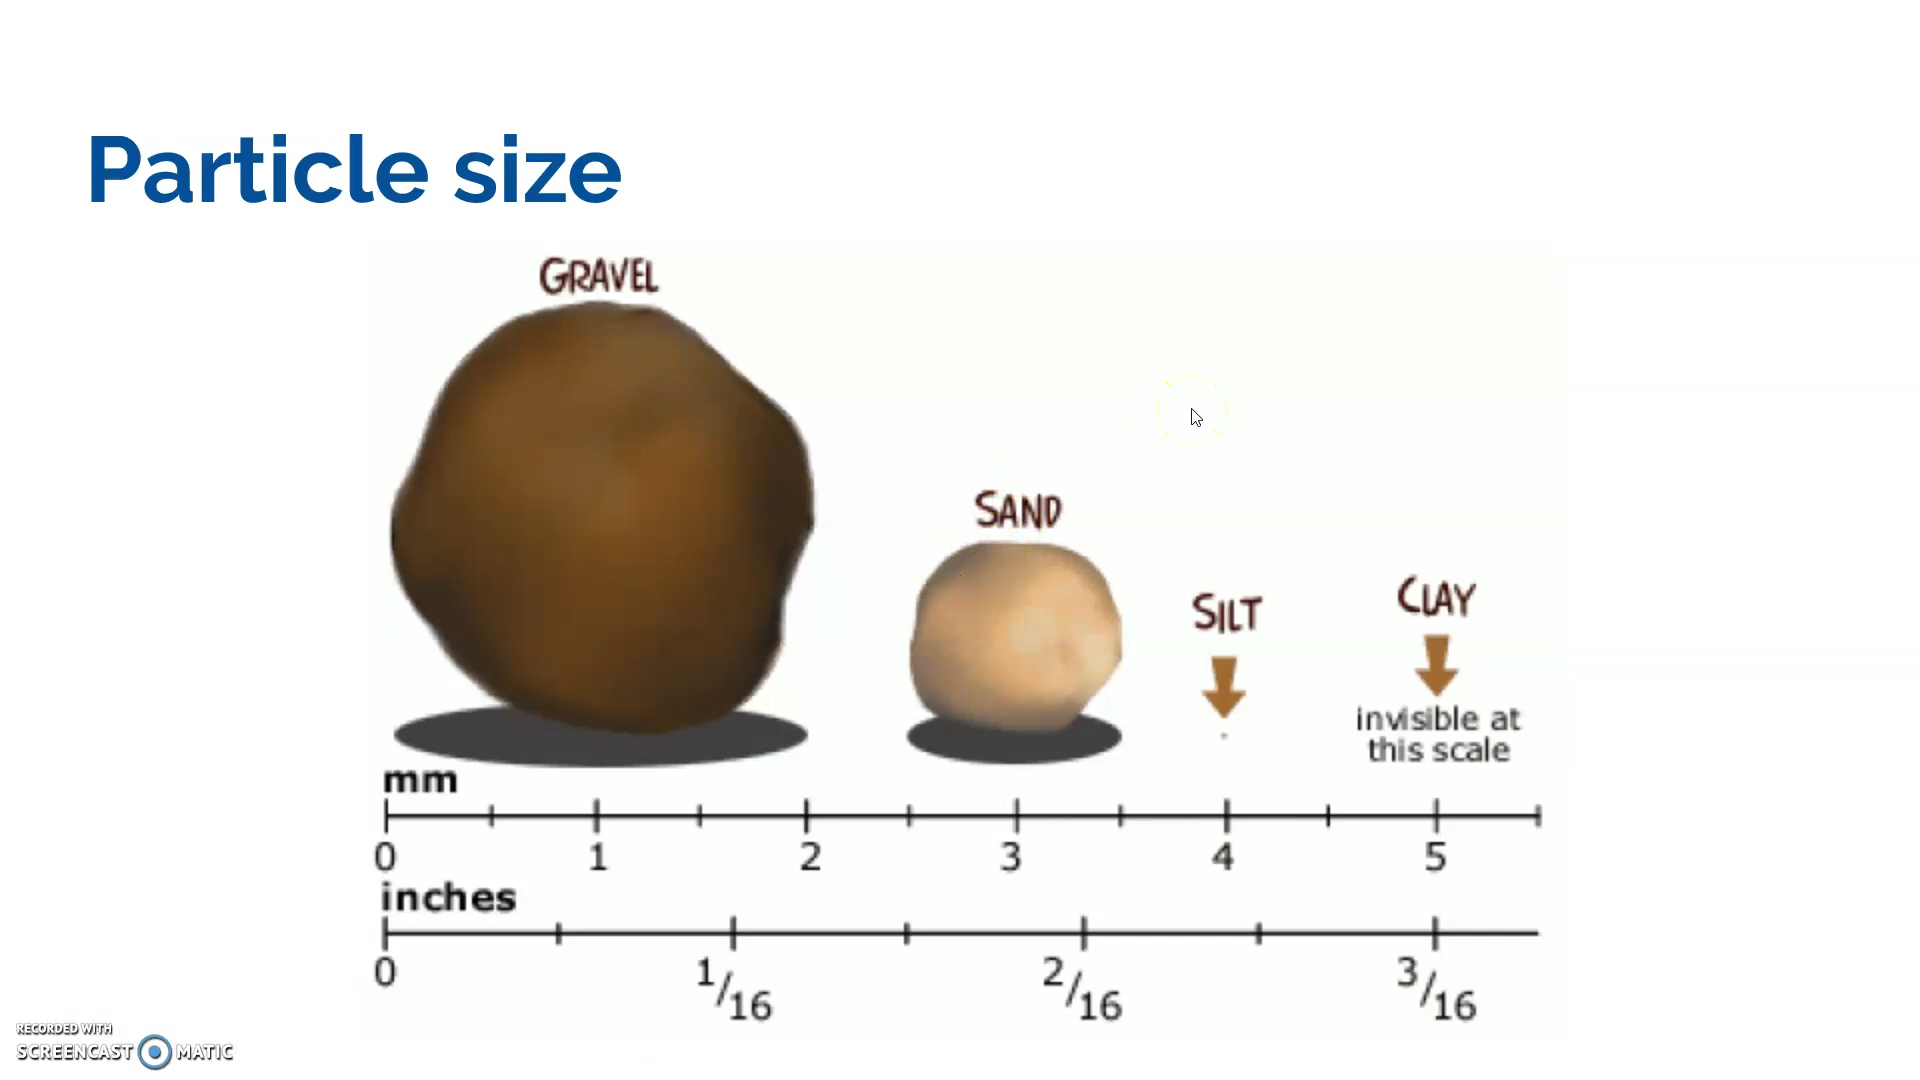 Particle size
GRAVEL
SAND
SILT
CLAY
invisible at
this scale
mm
0 1 2 3 4 5
inches
0 1/16 2/16 3/16
RECORDED WITH
SCREENCAST MATIC